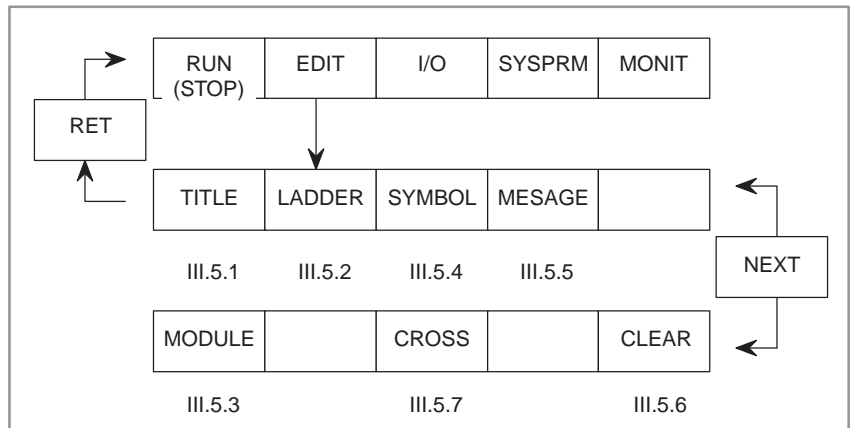 RUN
(STOP)
EDIT
I/O
SYSPRM
MONIT
RET
TITLE
LADDER
SYMBOL
MESAGE
III.5.1
III.5.2
III.5.4
III.5.5
NEXT
MODULE
CROSS
CLEAR
III.5.3
III.5.7
III.5.6